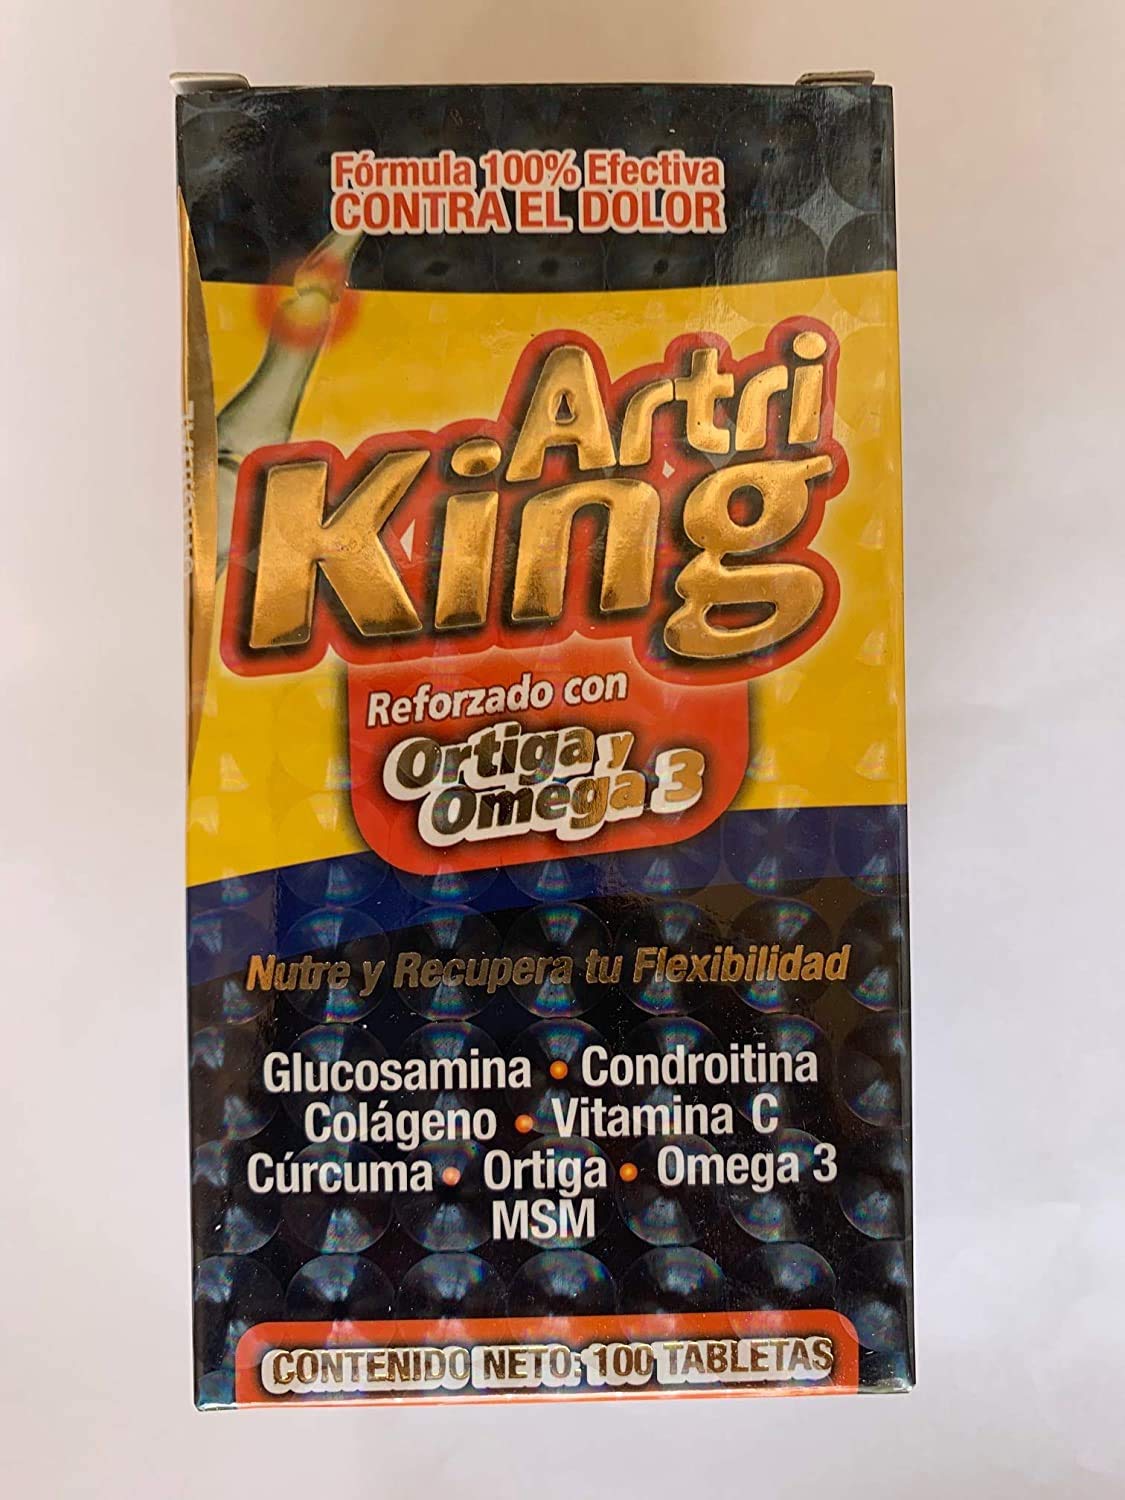 Fórmula 100% Efectiva
CONTRA EL DOLOR
Artri
King
Reforzado con
Ortiga y
Omega 3
Nutre y Recupera tu Flexibilidad
Glucosamina • Condroitina
Colágeno • Vitamina C
Cúrcuma • Ortiga • Omega 3
MSM
CONTENIDO NETO: 100 TABLETAS